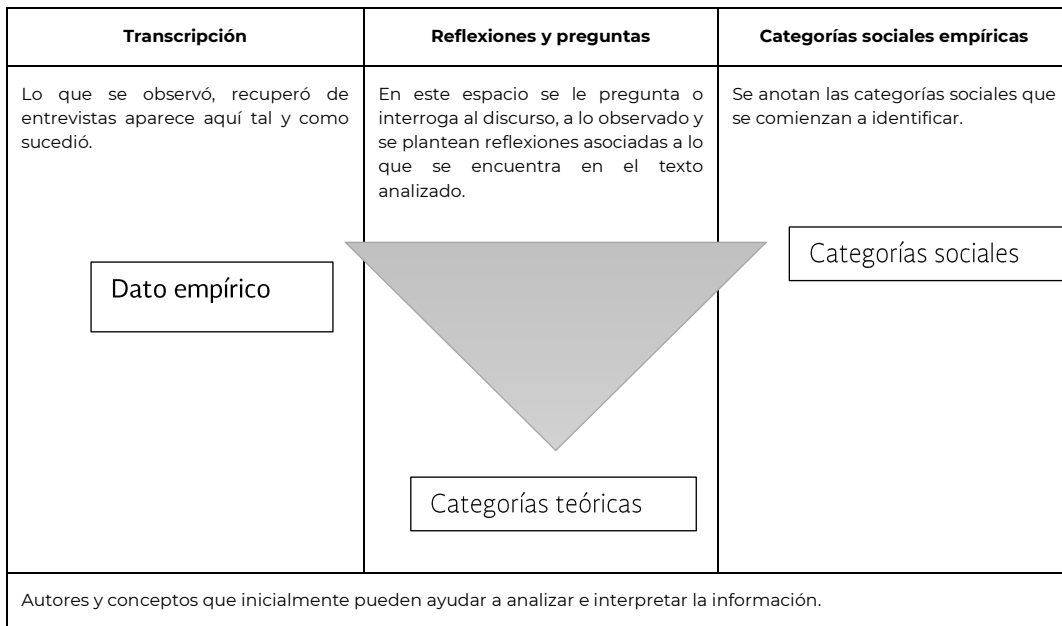 Transcripción
Reflexiones y preguntas
Categorías sociales empíricas
Lo que se observó, recuperó de
entrevistas aparece aquí tal y como
sucedió.
En este espacio se le pregunta o
interroga al discurso, a lo observado y
se plantean reflexiones asociadas a lo
que se encuentra en el texto
analizado.
Se anotan las categorías sociales que
se comienzan a identificar.
Dato empírico
Categorías sociales
Categorías teóricas
Autores y conceptos que inicialmente pueden ayudar a analizar e interpretar la información.